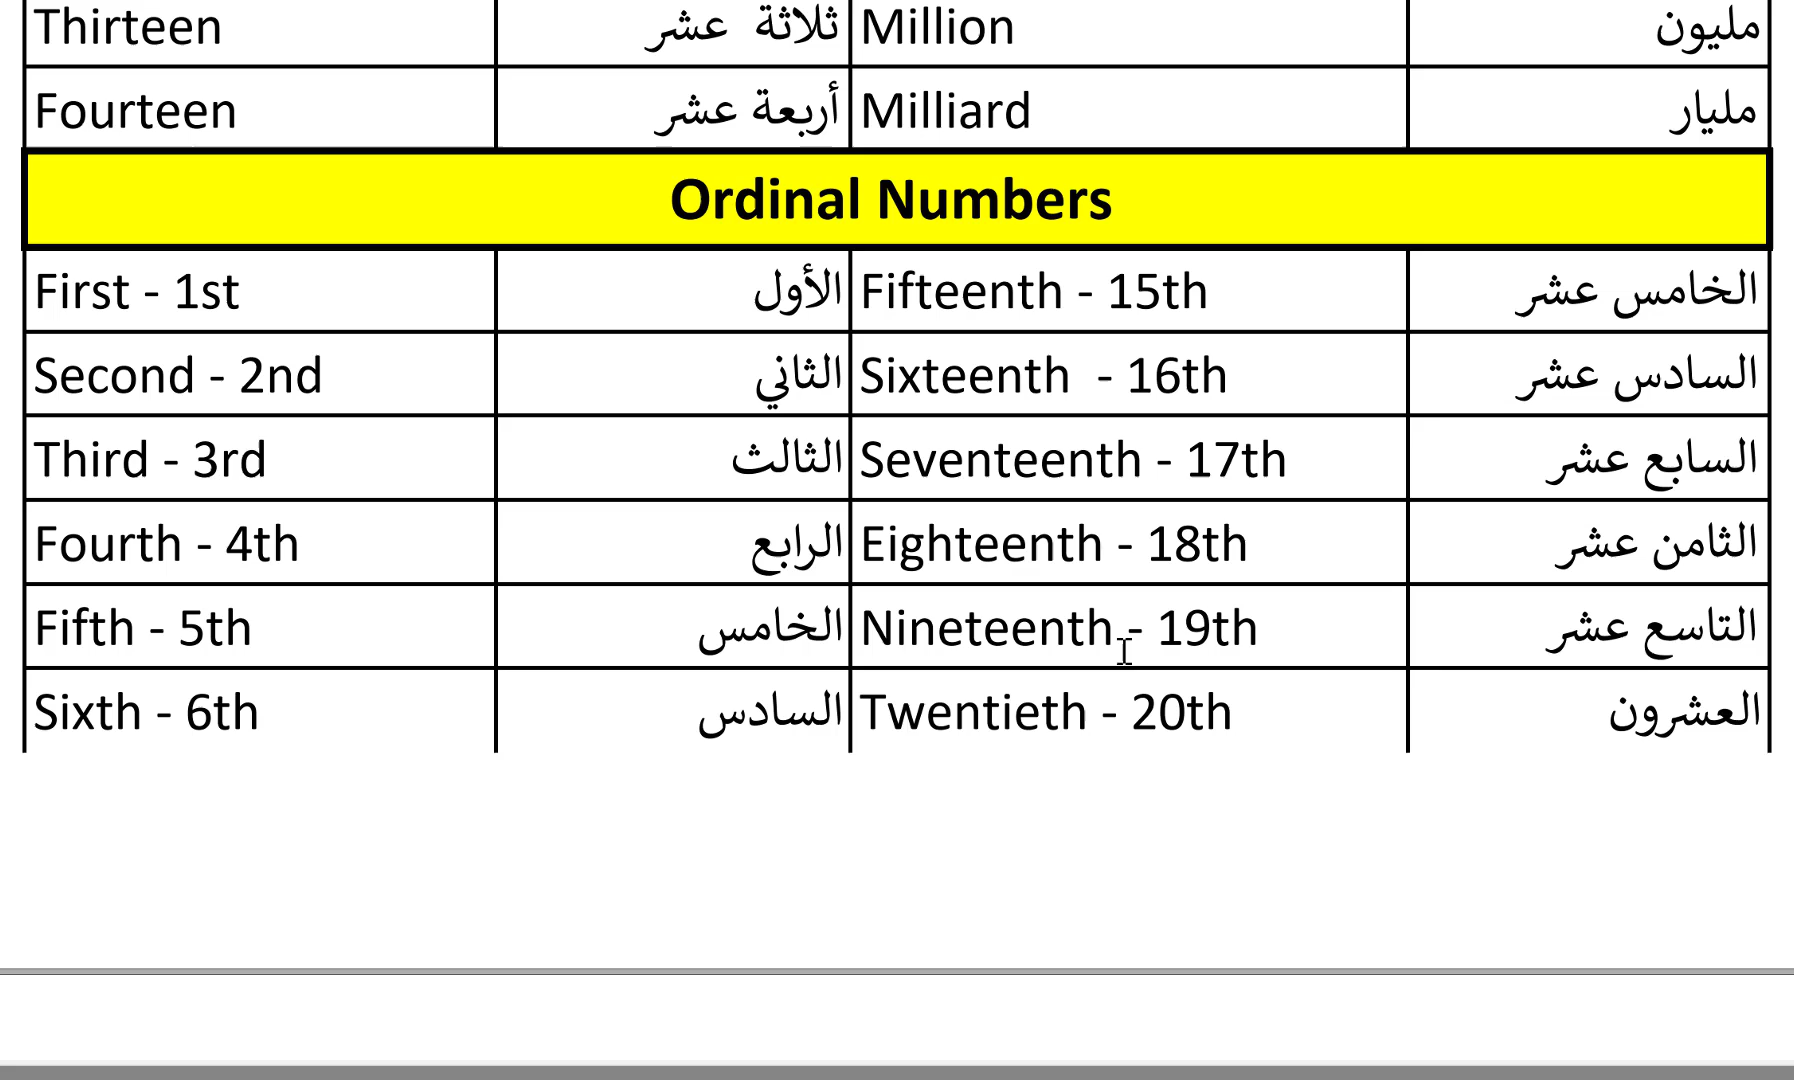 Thirteen ثلاثة عشر Million مليون
Fourteen أربعة عشر Milliard مليار
Ordinal Numbers
First - 1st الأول Fifteenth - 15th الخامس عشر
Second - 2nd الثاني Sixteenth - 16th السادس عشر
Third - 3rd الثالث Seventeenth - 17th السابع عشر
Fourth - 4th الرابع Eighteenth - 18th الثامن عشر
Fifth - 5th الخامس Nineteenth - 19th التاسع عشر
Sixth - 6th السادس Twentieth - 20th العشرون